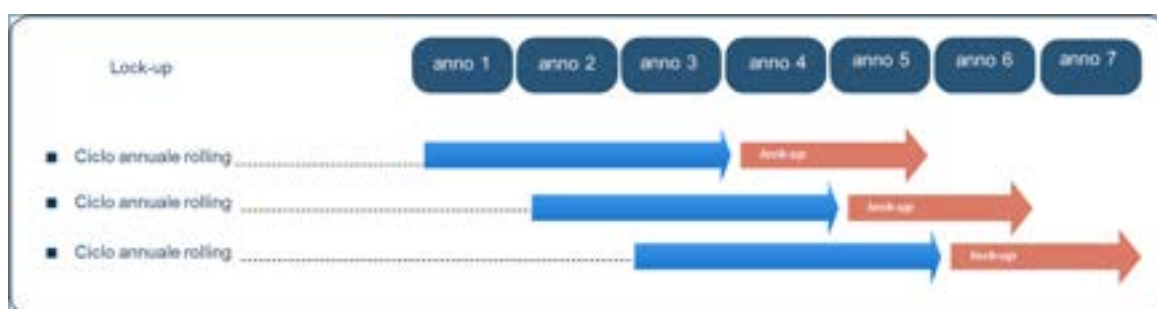 Lock-up
anno 1 anno 2 anno 3 anno 4 anno 5 anno 6 anno 7
Ciclo annuale rolling
lock-up
Ciclo annuale rolling
lock-up
Ciclo annuale rolling
lock-up